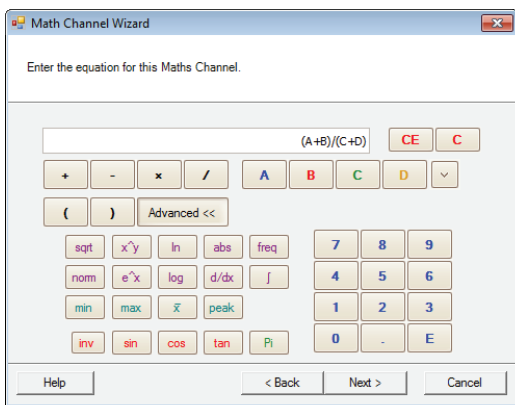 Math Channel Wizard
Enter the equation for this Maths Channel.
(A+B)/(C+D) CE C
+ - × / A B C D
( ) Advanced <<
sqrt x^y ln abs freq 7 8 9
norm e^x log d/dx ∫ 4 5 6
min max x̅ peak 1 2 3
inv sin cos tan Pi 0 . E
Help < Back Next > Cancel